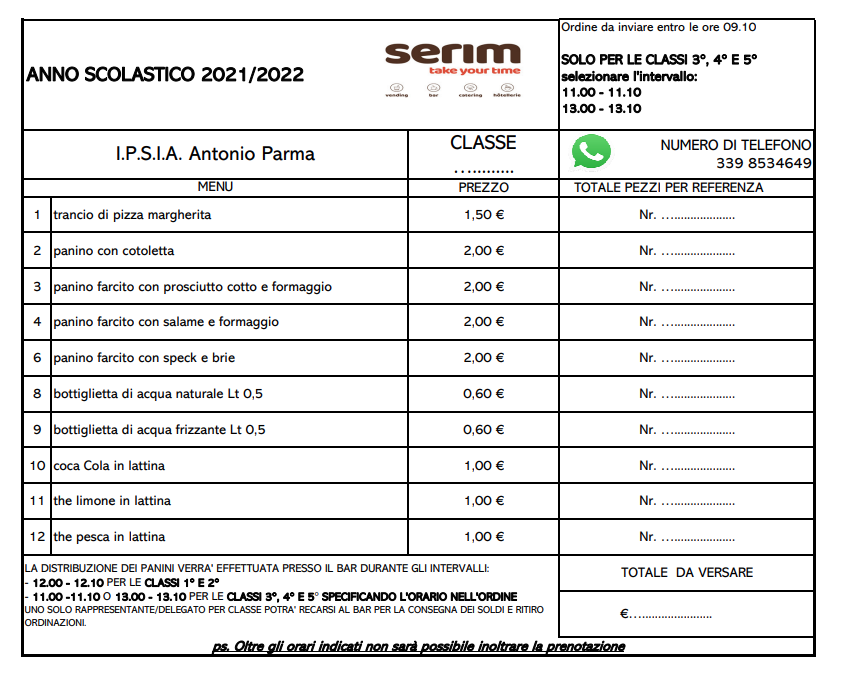 Ordine da inviare entro le ore 09.10
ANNO SCOLASTICO 2021/2022
serim
take your time
vending bar catering hôtellerie
SOLO PER LE CLASSI 3°, 4° E 5°
selezionare l'intervallo:
11.00 - 11.10
13.00 - 13.10
I.P.S.I.A. Antonio Parma
CLASSE
............
NUMERO DI TELEFONO
339 8534649
MENU PREZZO TOTALE PEZZI PER REFERENZA
1 trancio di pizza margherita 1,50 € Nr. .....................
2 panino con cotoletta 2,00 € Nr. .....................
3 panino farcito con prosciutto cotto e formaggio 2,00 € Nr. .....................
4 panino farcito con salame e formaggio 2,00 € Nr. .....................
6 panino farcito con speck e brie 2,00 € Nr. .....................
8 bottiglietta di acqua naturale Lt 0,5 0,60 € Nr. .....................
9 bottiglietta di acqua frizzante Lt 0,5 0,60 € Nr. .....................
10 coca Cola in lattina 1,00 € Nr. .....................
11 the limone in lattina 1,00 € Nr. .....................
12 the pesca in lattina 1,00 € Nr. .....................
LA DISTRIBUZIONE DEI PANINI VERRA' EFFETTUATA PRESSO IL BAR DURANTE GLI INTERVALLI:
- 12.00 - 12.10 PER LE CLASSI 1° E 2°
- 11.00 -11.10 O 13.00 - 13.10 PER LE CLASSI 3°, 4° E 5° SPECIFICANDO L'ORARIO NELL'ORDINE
UNO SOLO RAPPRESENTANTE/DELEGATO PER CLASSE POTRA' RECARSI AL BAR PER LA CONSEGNA DEI SOLDI E RITIRO
ORDINAZIONI.
TOTALE DA VERSARE
€........................
ps. Oltre gli orari indicati non sarà possibile inoltrare la prenotazione